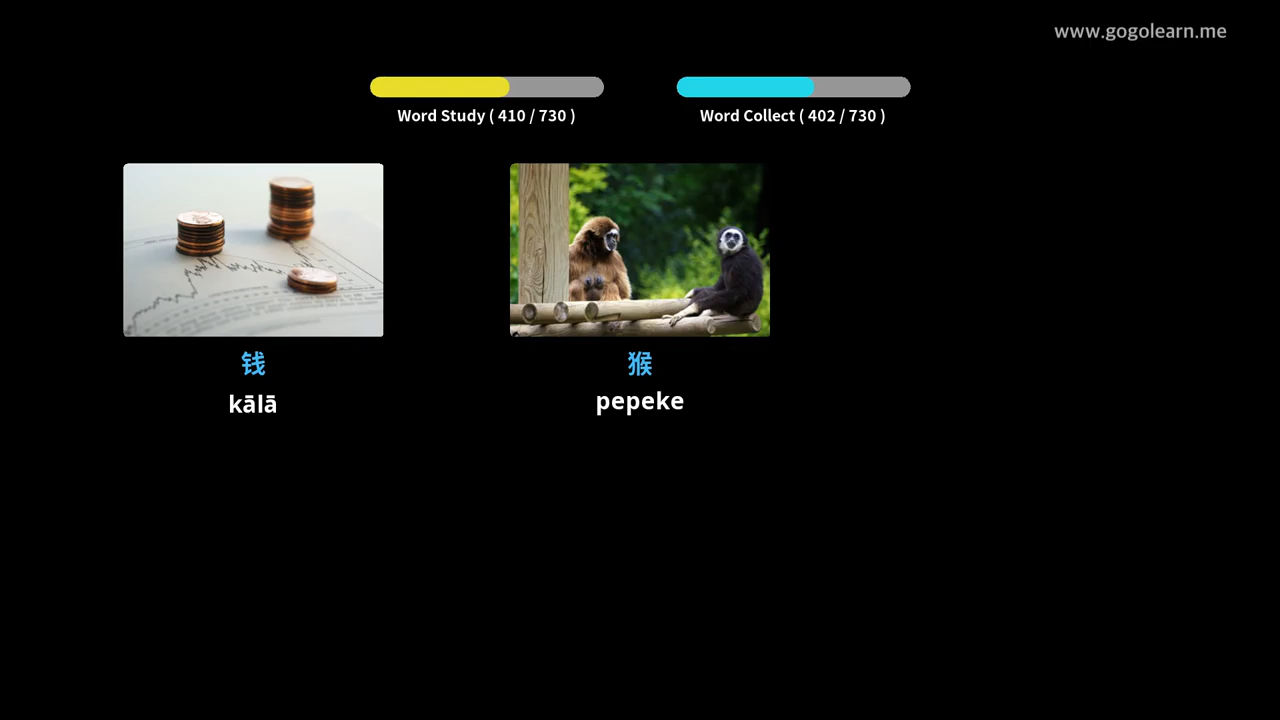 www.gogolearn.me
Word Study ( 410 / 730 )
Word Collect ( 402 / 730 )
钱
kālā
猴
pepeke